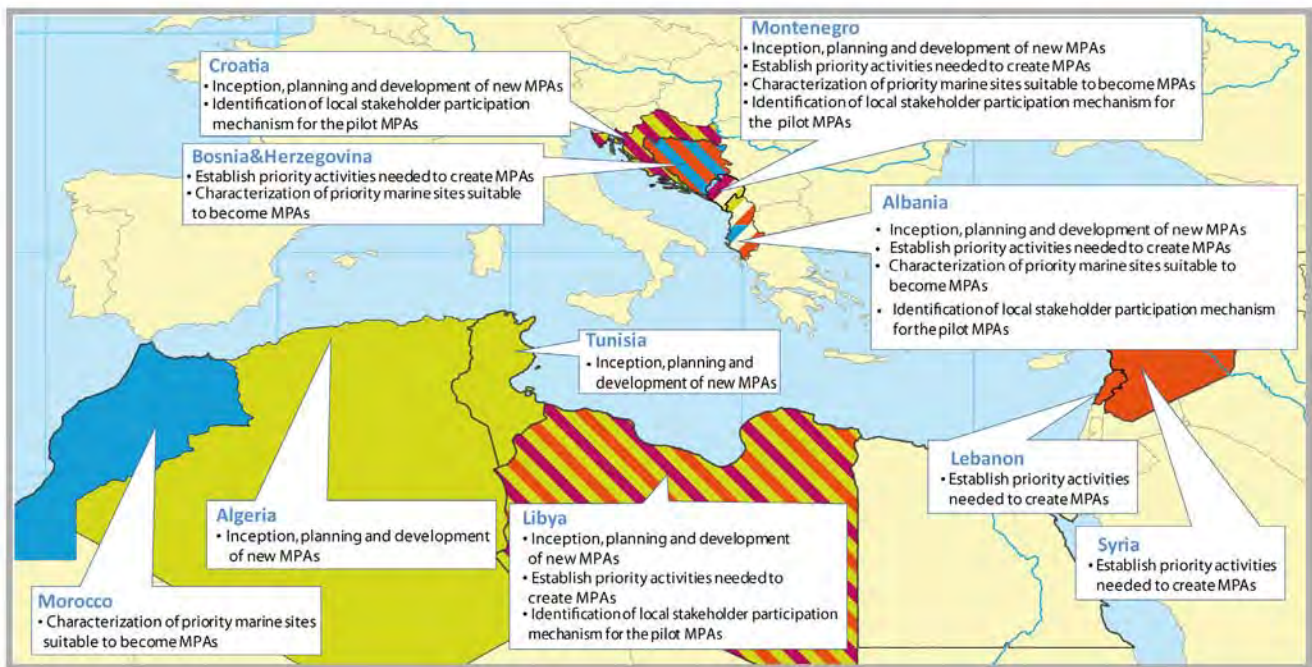 Montenegro
• Inception, planning and development of new MPAs
• Establish priority activities needed to create MPAs
• Characterization of priority marine sites suitable to become MPAs
• Identification of local stakeholder participation mechanism for
the pilot MPAs
Croatia
• Inception, planning and development of new MPAs
• Identification of local stakeholder participation
mechanism for the pilot MPAs
Bosnia&Herzegovina
• Establish priority activities needed to create MPAs
• Characterization of priority marine sites suitable
to become MPAs
Albania
• Inception, planning and development of new MPAs
• Establish priority activities needed to create MPAs
• Characterization of priority marine sites suitable to
become MPAs
• Identification of local stakeholder participation mechanism
for the pilot MPAs
Tunisia
• Inception, planning and
development of new MPAs
Lebanon
• Establish priority activities
needed to create MPAs
Syria
• Establish priority activities
needed to create MPAs
Algeria
• Inception, planning and development
of new MPAs
Libya
• Inception, planning and development
of new MPAs
• Establish priority activities needed to
create MPAs
• Identification of local stakeholder participation
mechanism for the pilot MPAs
Morocco
• Characterization of priority marine sites
suitable to become MPAs